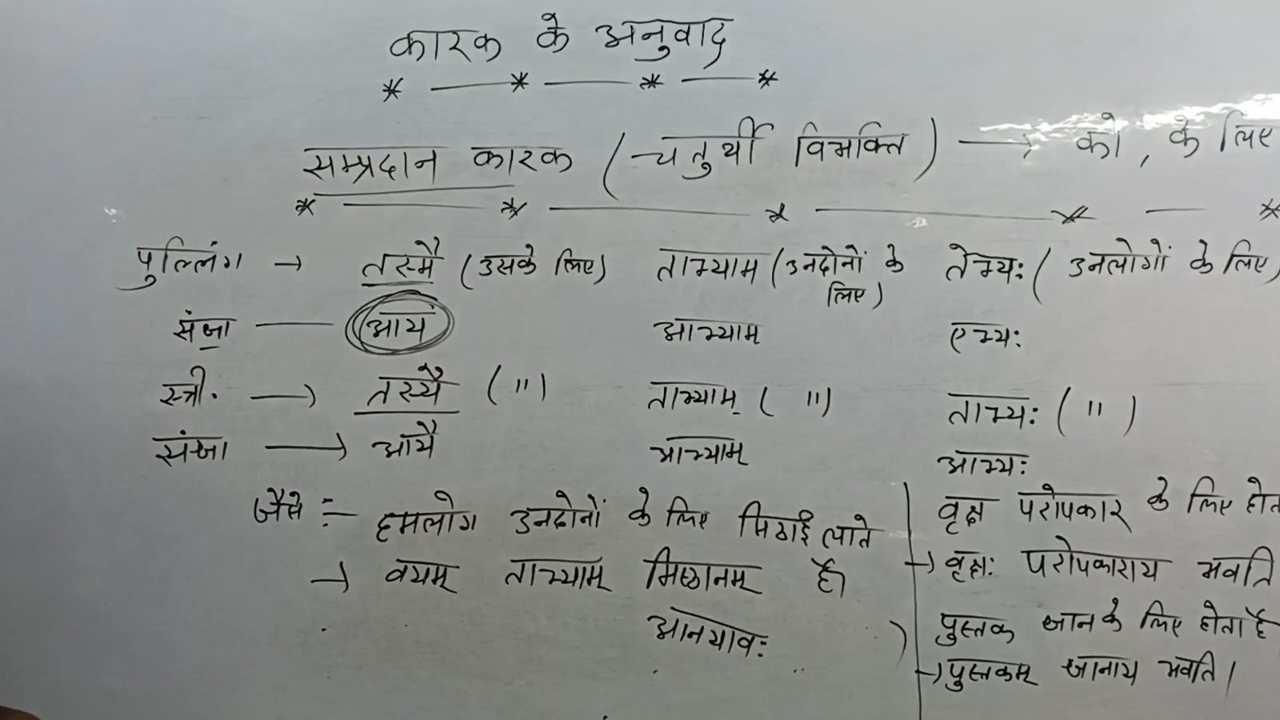 कारक के अनुवाद
सम्प्रदान कारक (चतुर्थी विभक्ति) → को, के लिए
पुल्लिंग → तस्मै (उसके लिए) ताभ्याम (उनदोनों के लिए) तेभ्यः (उनलोगों के लिए)
संज्ञा — आय आभ्याम एभ्यः
स्त्री. → तस्यै ( " ) ताभ्याम् ( " ) ताभ्यः ( " )
संज्ञा → आयै आभ्याम् आभ्यः
जैसे :- हमलोग उनदोनों के लिए मिठाई लाते है
→ वयम् ताभ्याम् मिष्ठानम् आनयावः
वृक्ष परोपकार के लिए होत
→ वृक्षः परोपकाराय भवति
पुस्तक ज्ञान के लिए होता है
→ पुस्तकम् ज्ञानाय भवति।